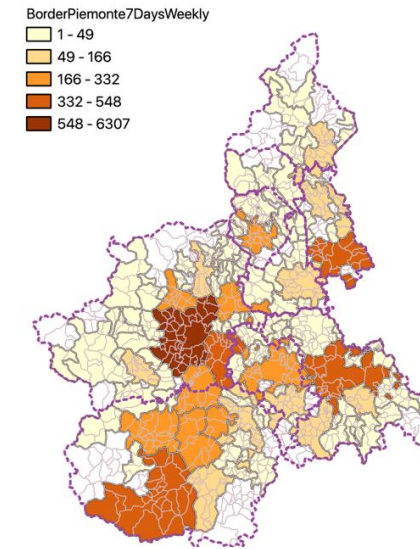 BorderPiemonte7DaysWeekly
1 - 49
49 - 166
166 - 332
332 - 548
548 - 6307